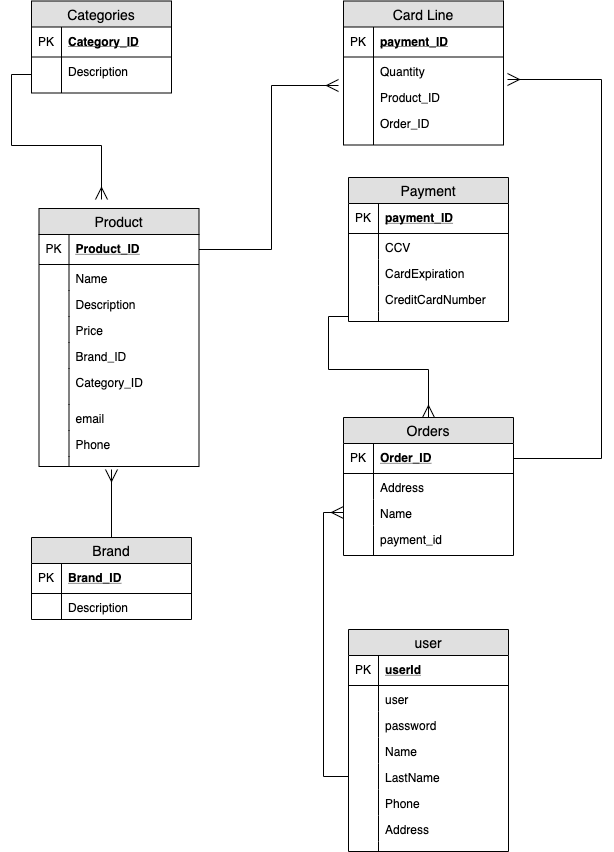 Categories
PK Category_ID
Description
Card Line
PK payment_ID
Quantity
Product_ID
Order_ID
Payment
PK payment_ID
CCV
CardExpiration
CreditCardNumber
Product
PK Product_ID
Name
Description
Price
Brand_ID
Category_ID
email
Phone
Orders
PK Order_ID
Address
Name
payment_id
Brand
PK Brand_ID
Description
user
PK userId
user
password
Name
LastName
Phone
Address